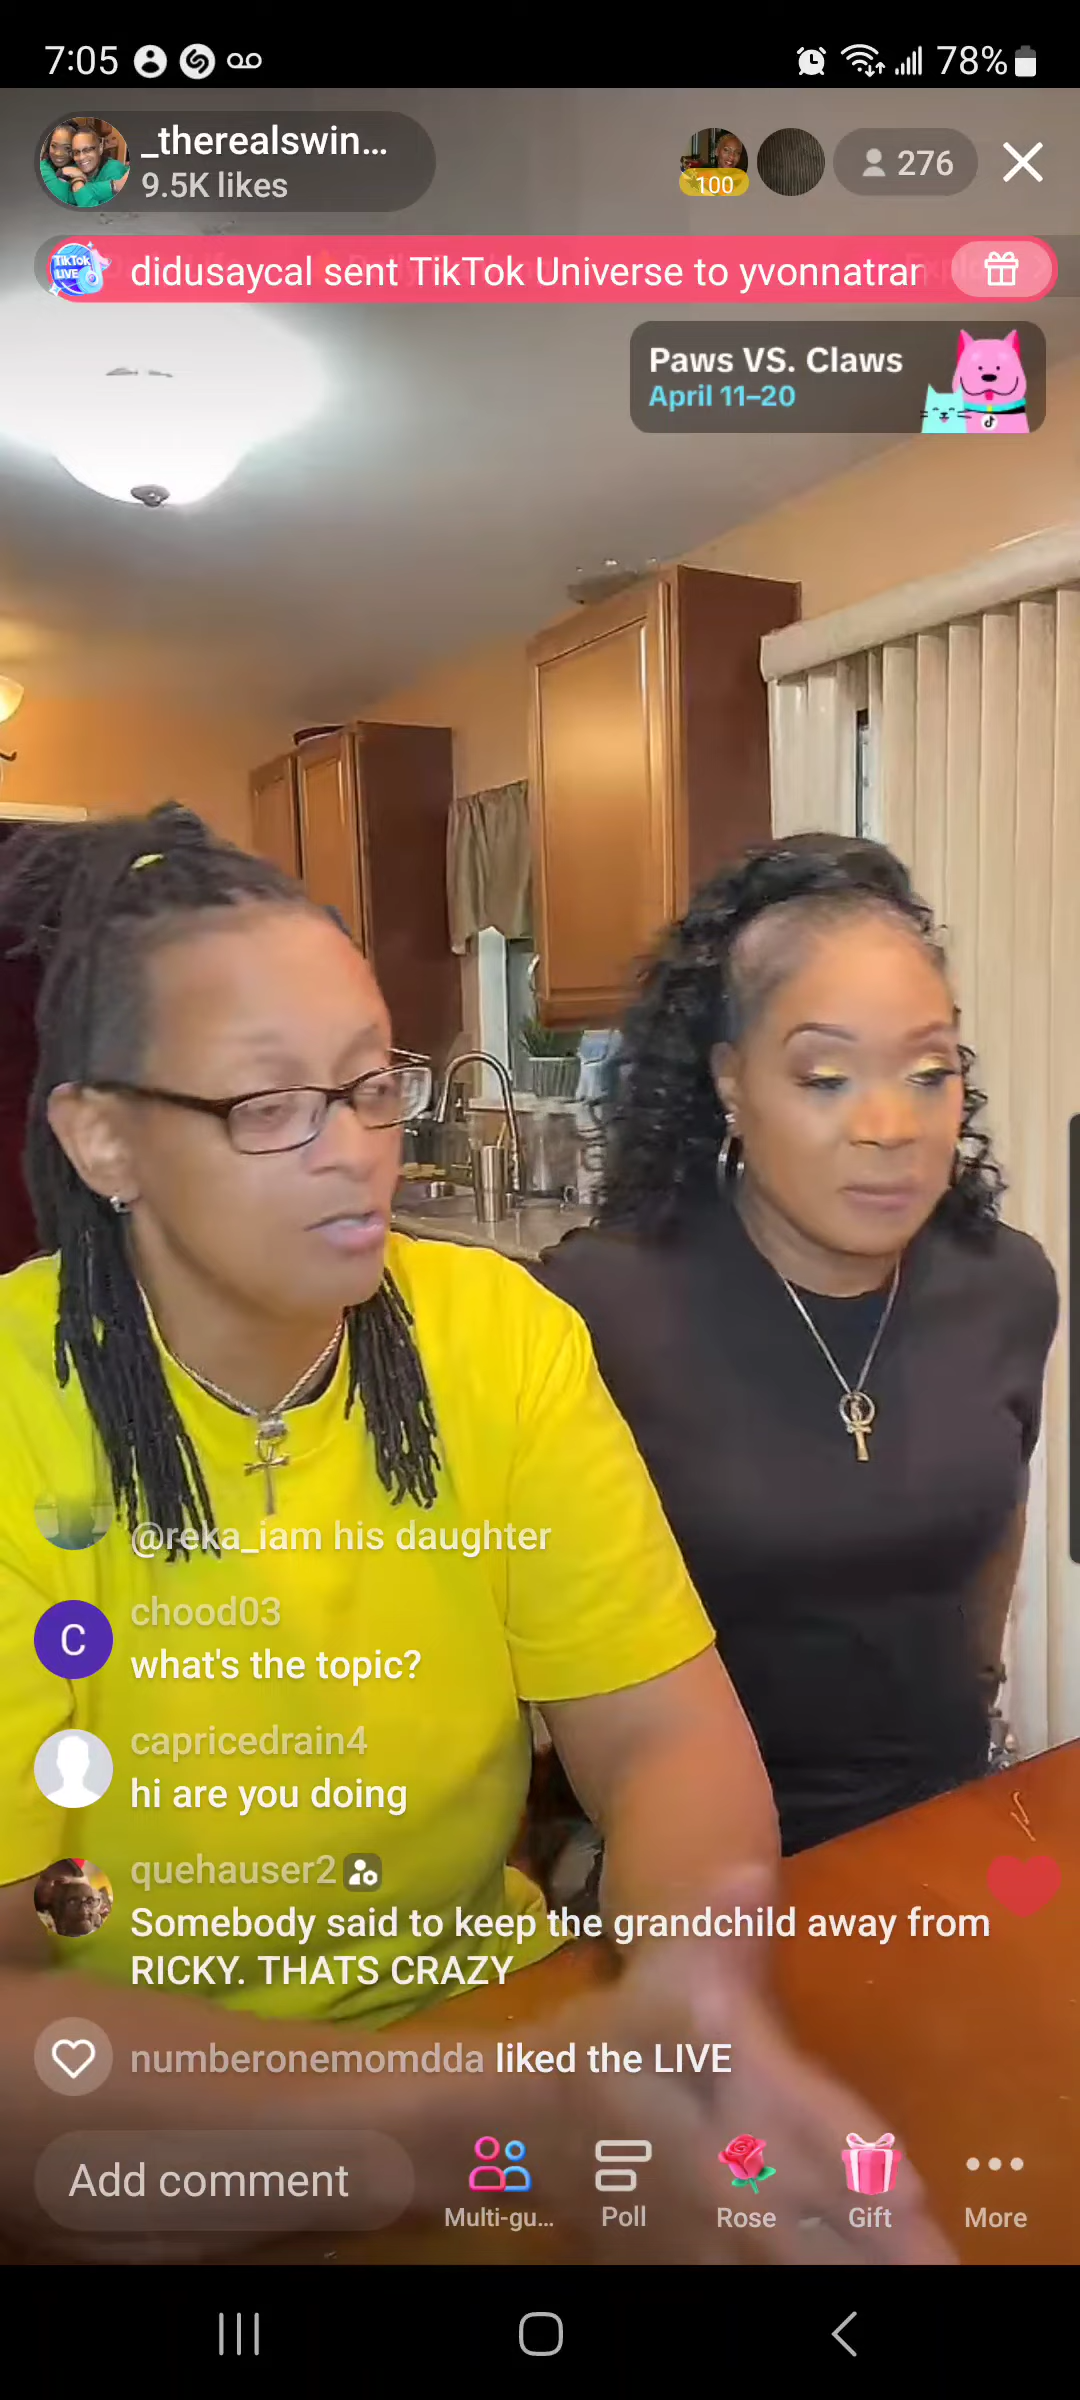 7:05
78%
_therealswin...
9.5K likes
100
276
TikTok
LIVE
didusaycal sent TikTok Universe to yvonnatran
Paws VS. Claws
April 11–20
@reka_iam his daughter
chood03
C
what's the topic?
capricedrain4
hi are you doing
quehauser2
Somebody said to keep the grandchild away from
RICKY. THATS CRAZY
numberonemomdda liked the LIVE
Add comment
Multi-gu...
Poll
Rose
Gift
More